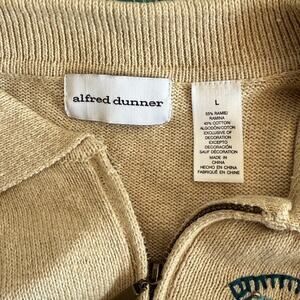 alfred dunner
L
55% RAMIE/
RAMINA
45% COTTON/
ALGODÓN/COTON
EXCLUSIVE OF
DECORATION
EXCEPTO
DECORACIÓN
SAUF DÉCORATION
MADE IN
CHINA
HECHO EN CHINA
FABRIQUÉ EN CHINE